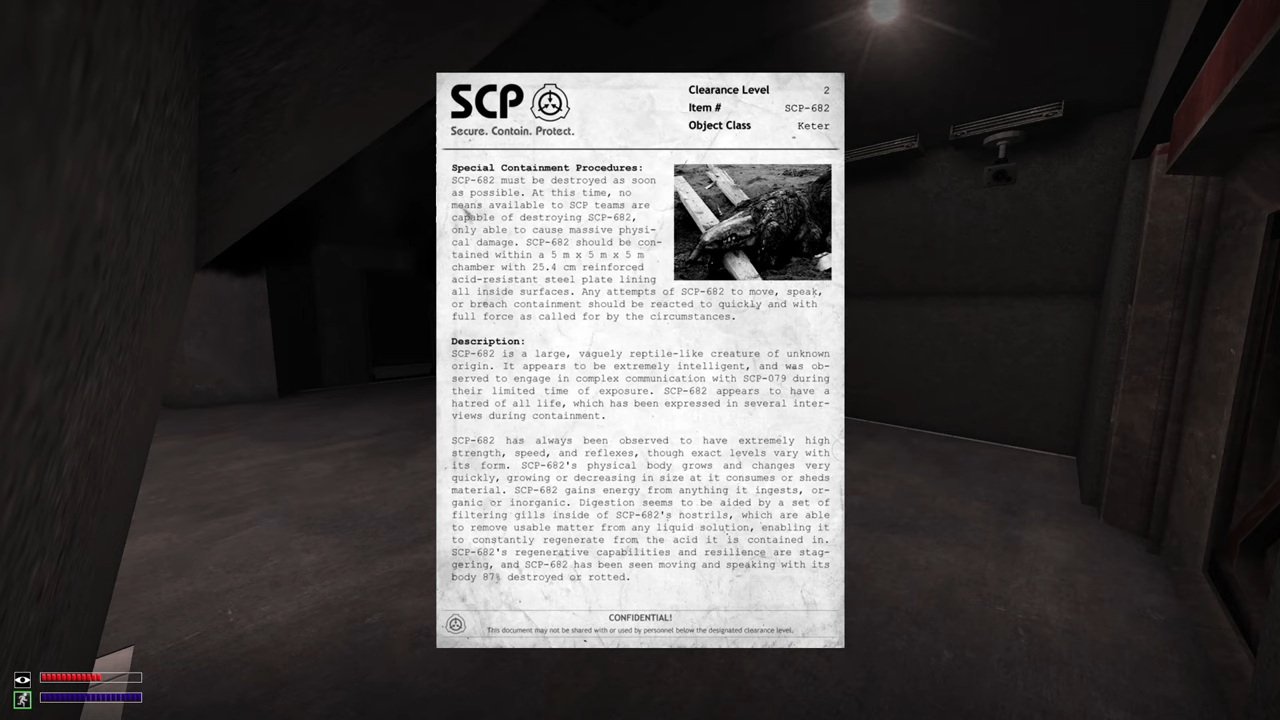 SCP
Secure. Contain. Protect.
Clearance Level 2
Item # SCP-682
Object Class Keter
Special Containment Procedures:
SCP-682 must be destroyed as soon
as possible. At this time, no
means available to SCP teams are
capable of destroying SCP-682,
only able to cause massive physi-
cal damage. SCP-682 should be con-
tained within a 5 m x 5 m x 5 m
chamber with 25.4 cm reinforced
acid-resistant steel plate lining
all inside surfaces. Any attempts of SCP-682 to move, speak,
or breach containment should be reacted to quickly and with
full force as called for by the circumstances.
Description:
SCP-682 is a large, vaguely reptile-like creature of unknown
origin. It appears to be extremely intelligent, and was ob-
served to engage in complex communication with SCP-079 during
their limited time of exposure. SCP-682 appears to have a
hatred of all life, which has been expressed in several inter-
views during containment.
SCP-682 has always been observed to have extremely high
strength, speed, and reflexes, though exact levels vary with
its form. SCP-682's physical body grows and changes very
quickly, growing or decreasing in size at it consumes or sheds
material. SCP-682 gains energy from anything it ingests, or-
ganic or inorganic. Digestion seems to be aided by a set of
filtering gills inside of SCP-682's nostrils, which are able
to remove usable matter from any liquid solution, enabling it
to constantly regenerate from the acid it is contained in.
SCP-682's regenerative capabilities and resilience are stag-
gering, and SCP-682 has been seen moving and speaking with its
body 87% destroyed or rotted.
CONFIDENTIAL!
This document may not be shared with or used by personnel below the designated clearance level.